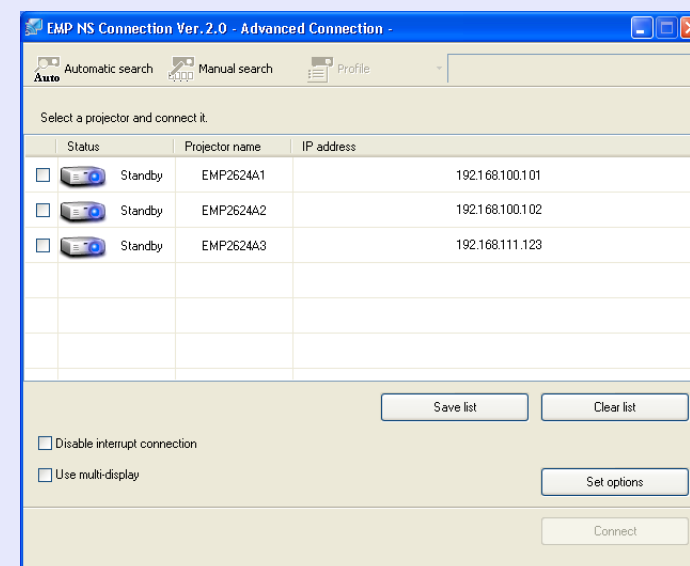 EMP NS Connection Ver.2.0 - Advanced Connection -
Auto Automatic search Manual search Profile
Select a projector and connect it.
Status Projector name IP address
Standby EMP2624A1 192.168.100.101
Standby EMP2624A2 192.168.100.102
Standby EMP2624A3 192.168.111.123
Save list Clear list
Disable interrupt connection
Use multi-display
Set options
Connect